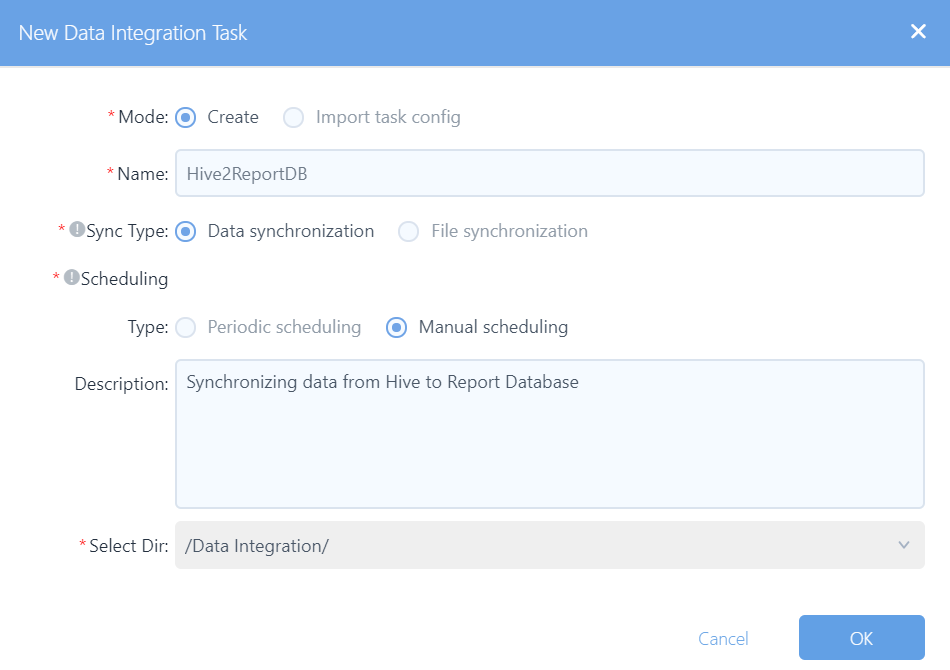 New Data Integration Task
* Mode: Create Import task config
* Name: Hive2ReportDB
* ! Sync Type: Data synchronization File synchronization
* ! Scheduling
Type: Periodic scheduling Manual scheduling
Description: Synchronizing data from Hive to Report Database
* Select Dir: /Data Integration/
Cancel OK